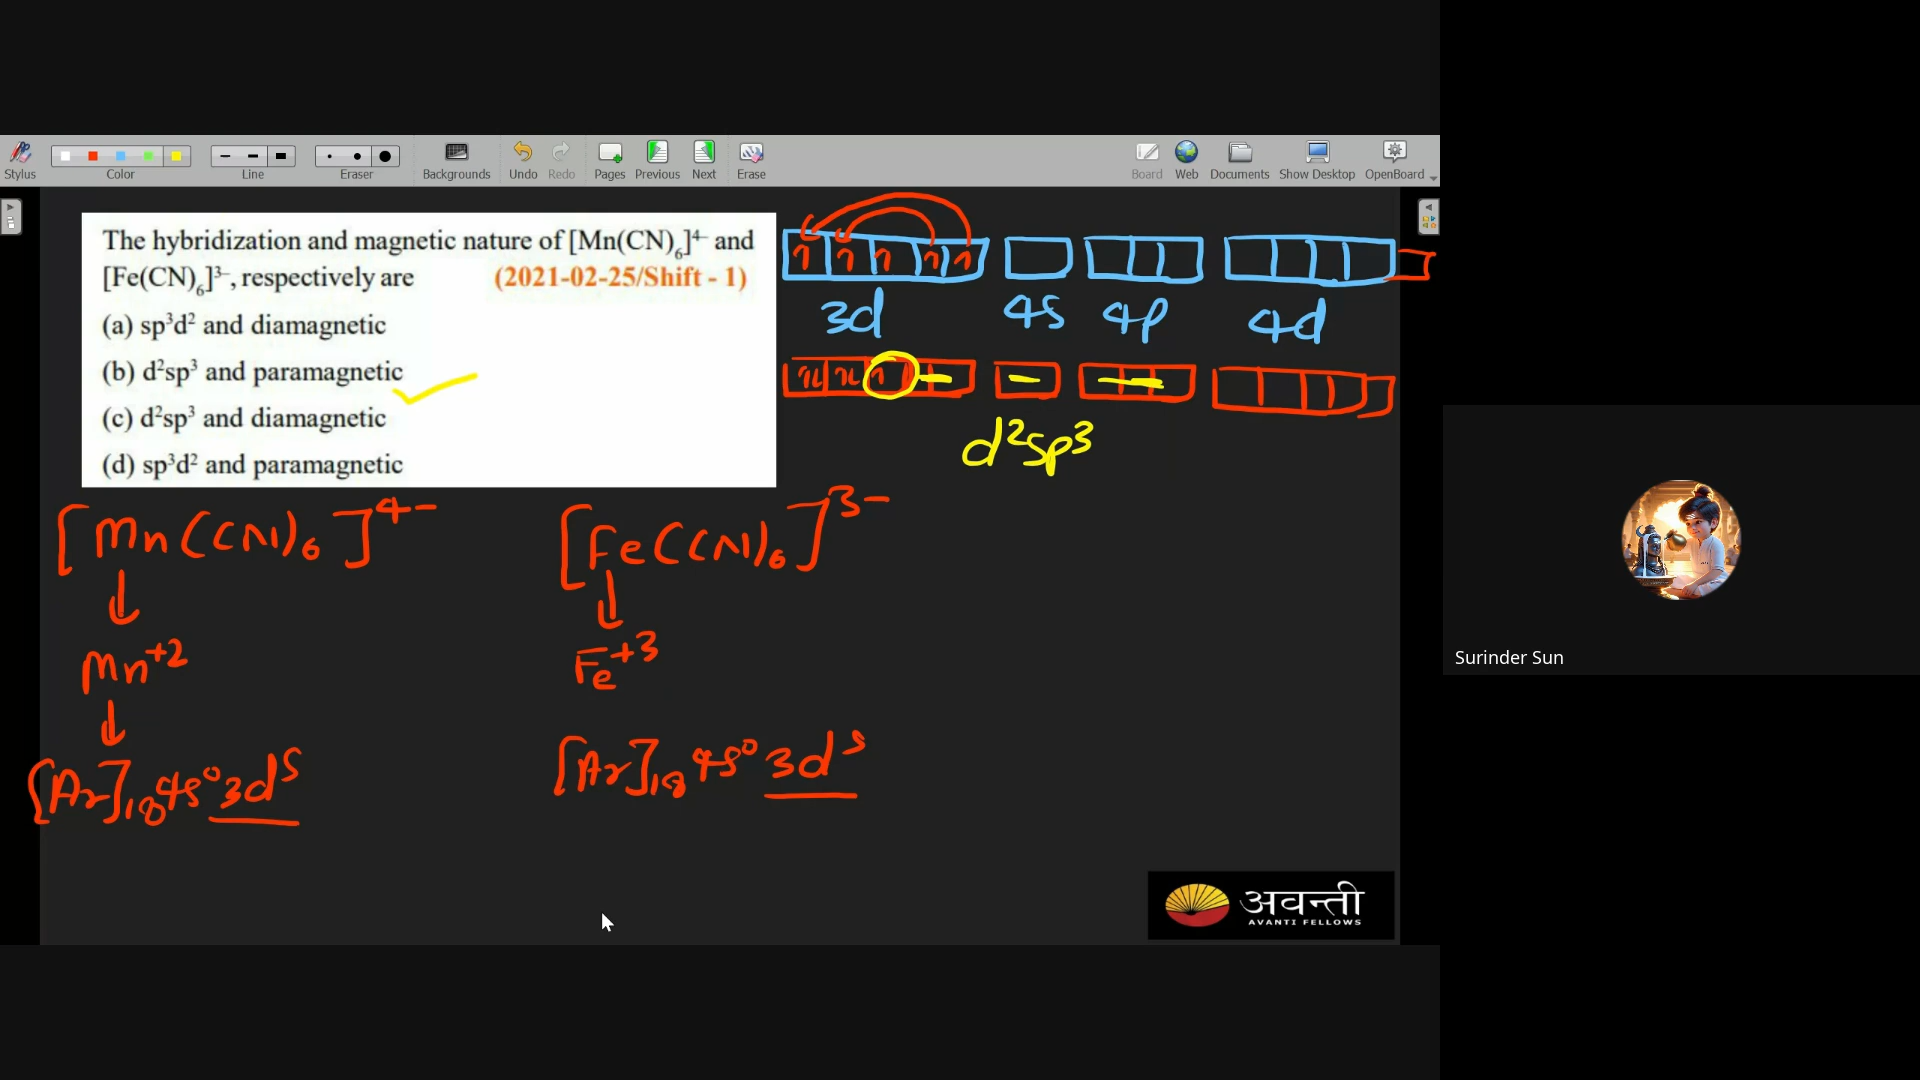 Stylus
Color
Line
Eraser
Backgrounds
Undo
Redo
Pages
Previous
Next
Erase
Board
Web
Documents
Show Desktop
OpenBoard
The hybridization and magnetic nature of [Mn(CN)₆]⁴⁻ and
[Fe(CN)₆]³⁻, respectively are (2021-02-25/Shift - 1)
(a) sp³d² and diamagnetic
(b) d²sp³ and paramagnetic
(c) d²sp³ and diamagnetic
(d) sp³d² and paramagnetic
3d 4s 4p 4d
d²sp³
[Mn(CN)₆]⁴⁻
Mn⁺²
[Ar]₁₈ 4s⁰ 3d⁵
[Fe(CN)₆]³⁻
Fe⁺³
[Ar]₁₈ 4s⁰ 3d⁵
अवन्ती
AVANTI FELLOWS
Surinder Sun